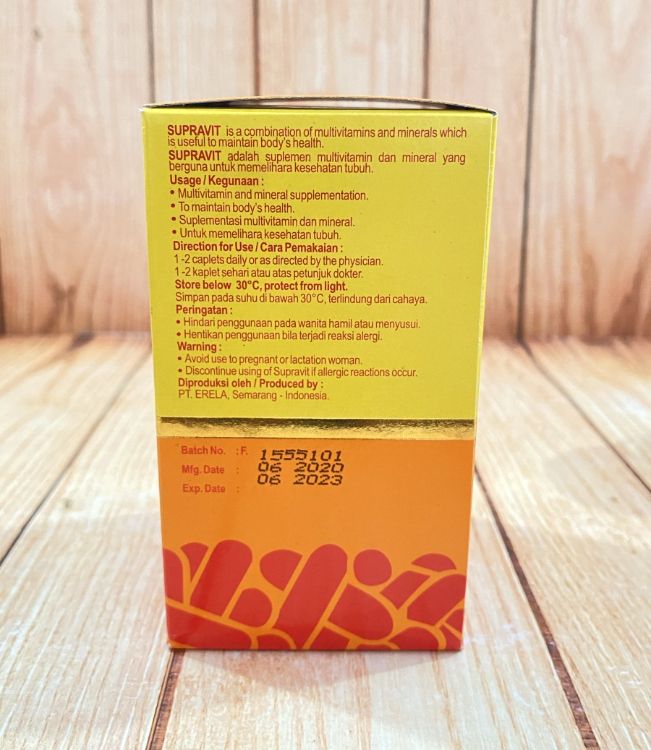 SUPRAVIT is a combination of multivitamins and minerals which
is useful to maintain body's health.
SUPRAVIT adalah suplemen multivitamin dan mineral yang
berguna untuk memelihara kesehatan tubuh.
Usage / Kegunaan :
• Multivitamin and mineral supplementation.
• To maintain body's health.
• Suplementasi multivitamin dan mineral.
• Untuk memelihara kesehatan tubuh.
Direction for Use / Cara Pemakaian :
1 -2 caplets daily or as directed by the physician.
1 -2 kaplet sehari atau atas petunjuk dokter.
Store below 30°C, protect from light.
Simpan pada suhu di bawah 30°C, terlindung dari cahaya.
Peringatan :
• Hindari penggunaan pada wanita hamil atau menyusui.
• Hentikan penggunaan bila terjadi reaksi alergi.
Warning :
• Avoid use to pregnant or lactation woman.
• Discontinue using of Supravit if allergic reactions occur.
Diproduksi oleh / Produced by :
PT. ERELA, Semarang - Indonesia.
Batch No. : F. 1555101
Mfg. Date : 06 2020
Exp. Date : 06 2023